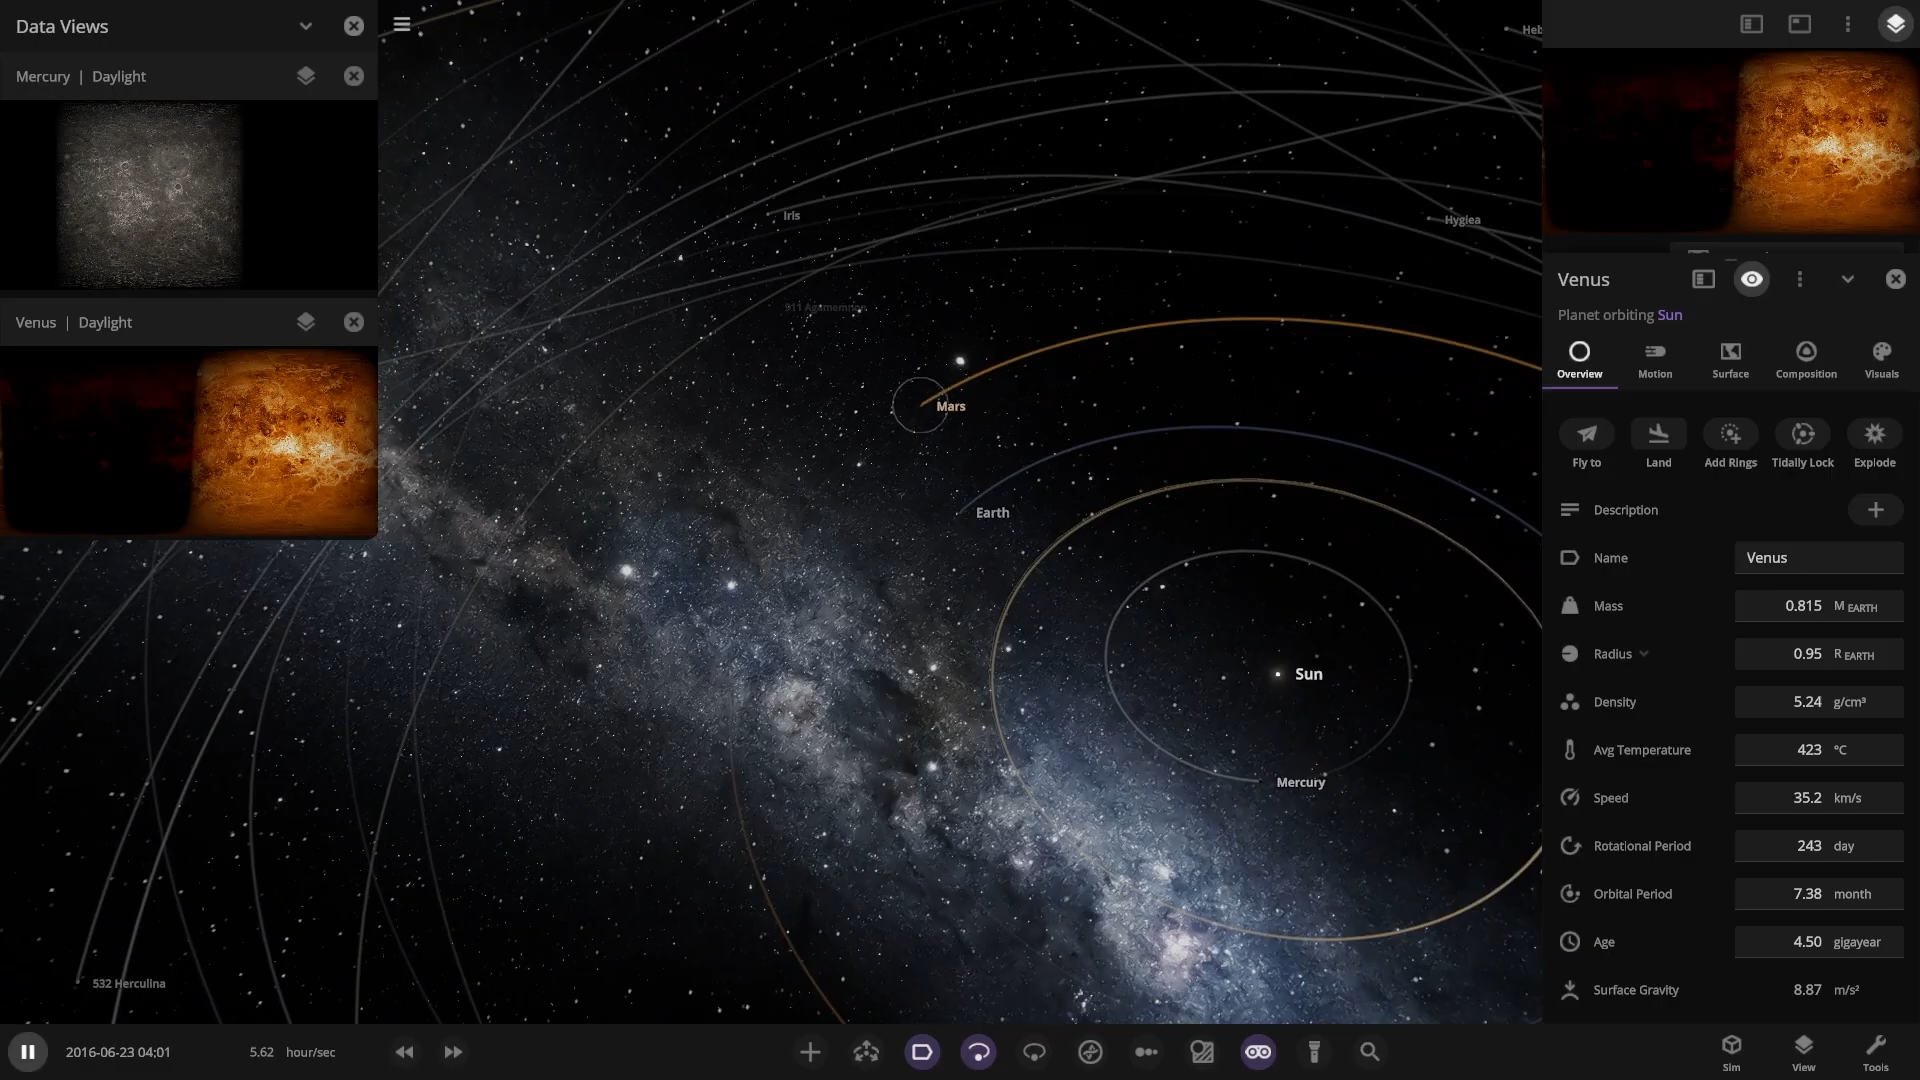 Data Views
Mercury | Daylight
Venus | Daylight
Iris
Hygiea
911 Agamemnon
Mars
Earth
Sun
Mercury
532 Herculina
Venus
Planet orbiting Sun
Overview
Motion
Surface
Composition
Visuals
Fly to
Land
Add Rings
Tidally Lock
Explode
Description
Name Venus
Mass 0.815 M EARTH
Radius 0.95 R EARTH
Density 5.24 g/cm³
Avg Temperature 423 °C
Speed 35.2 km/s
Rotational Period 243 day
Orbital Period 7.38 month
Age 4.50 gigayear
Surface Gravity 8.87 m/s²
2016-06-23 04:01 5.62 hour/sec
Sim
View
Tools